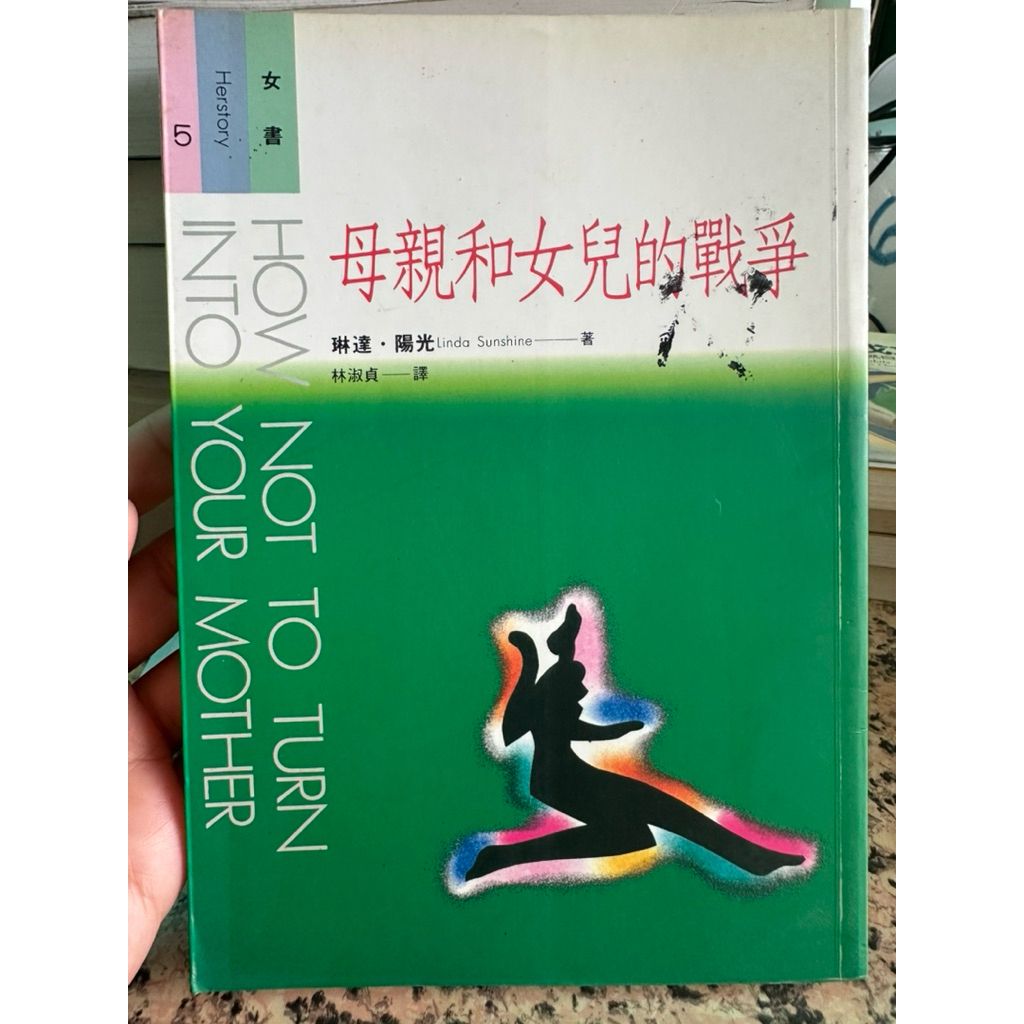 女書
Herstory
5
母親和女兒的戰爭
琳達・陽光Linda Sunshine——著
林淑貞——譯
HOW NOT TO TURN
INTO YOUR MOTHER